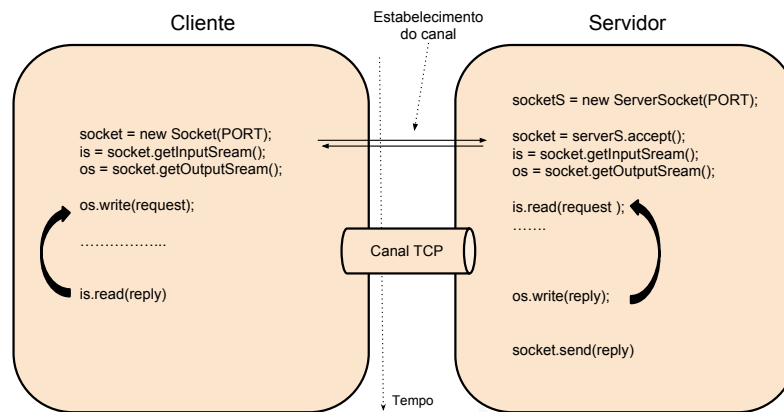 Cliente
Estabelecimento
do canal
Servidor
socket = new Socket(PORT);
is = socket.getInputSream();
os = socket.getOutputSream();
os.write(request);
………………..
is.read(reply)
Canal TCP
Tempo
socketS = new ServerSocket(PORT);
socket = serverS.accept();
is = socket.getInputSream();
os = socket.getOutputSream();
is.read(request );
…….
os.write(reply);
socket.send(reply)